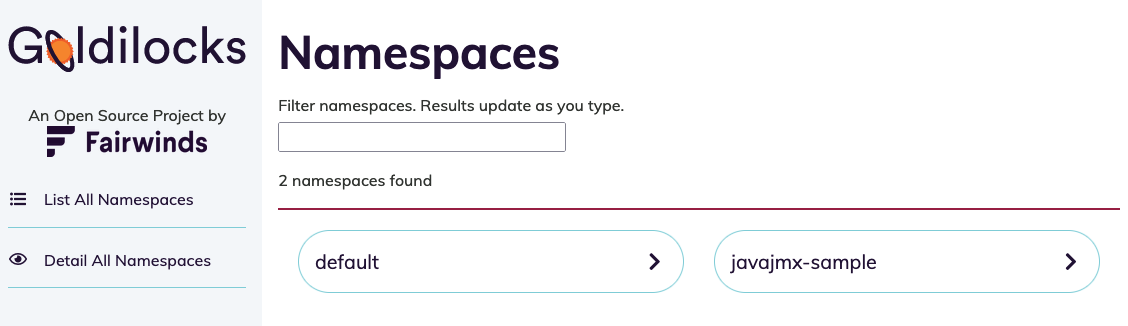 Goldilocks
An Open Source Project by
Fairwinds
List All Namespaces
Detail All Namespaces
Namespaces
Filter namespaces. Results update as you type.
2 namespaces found
default
javajmx-sample